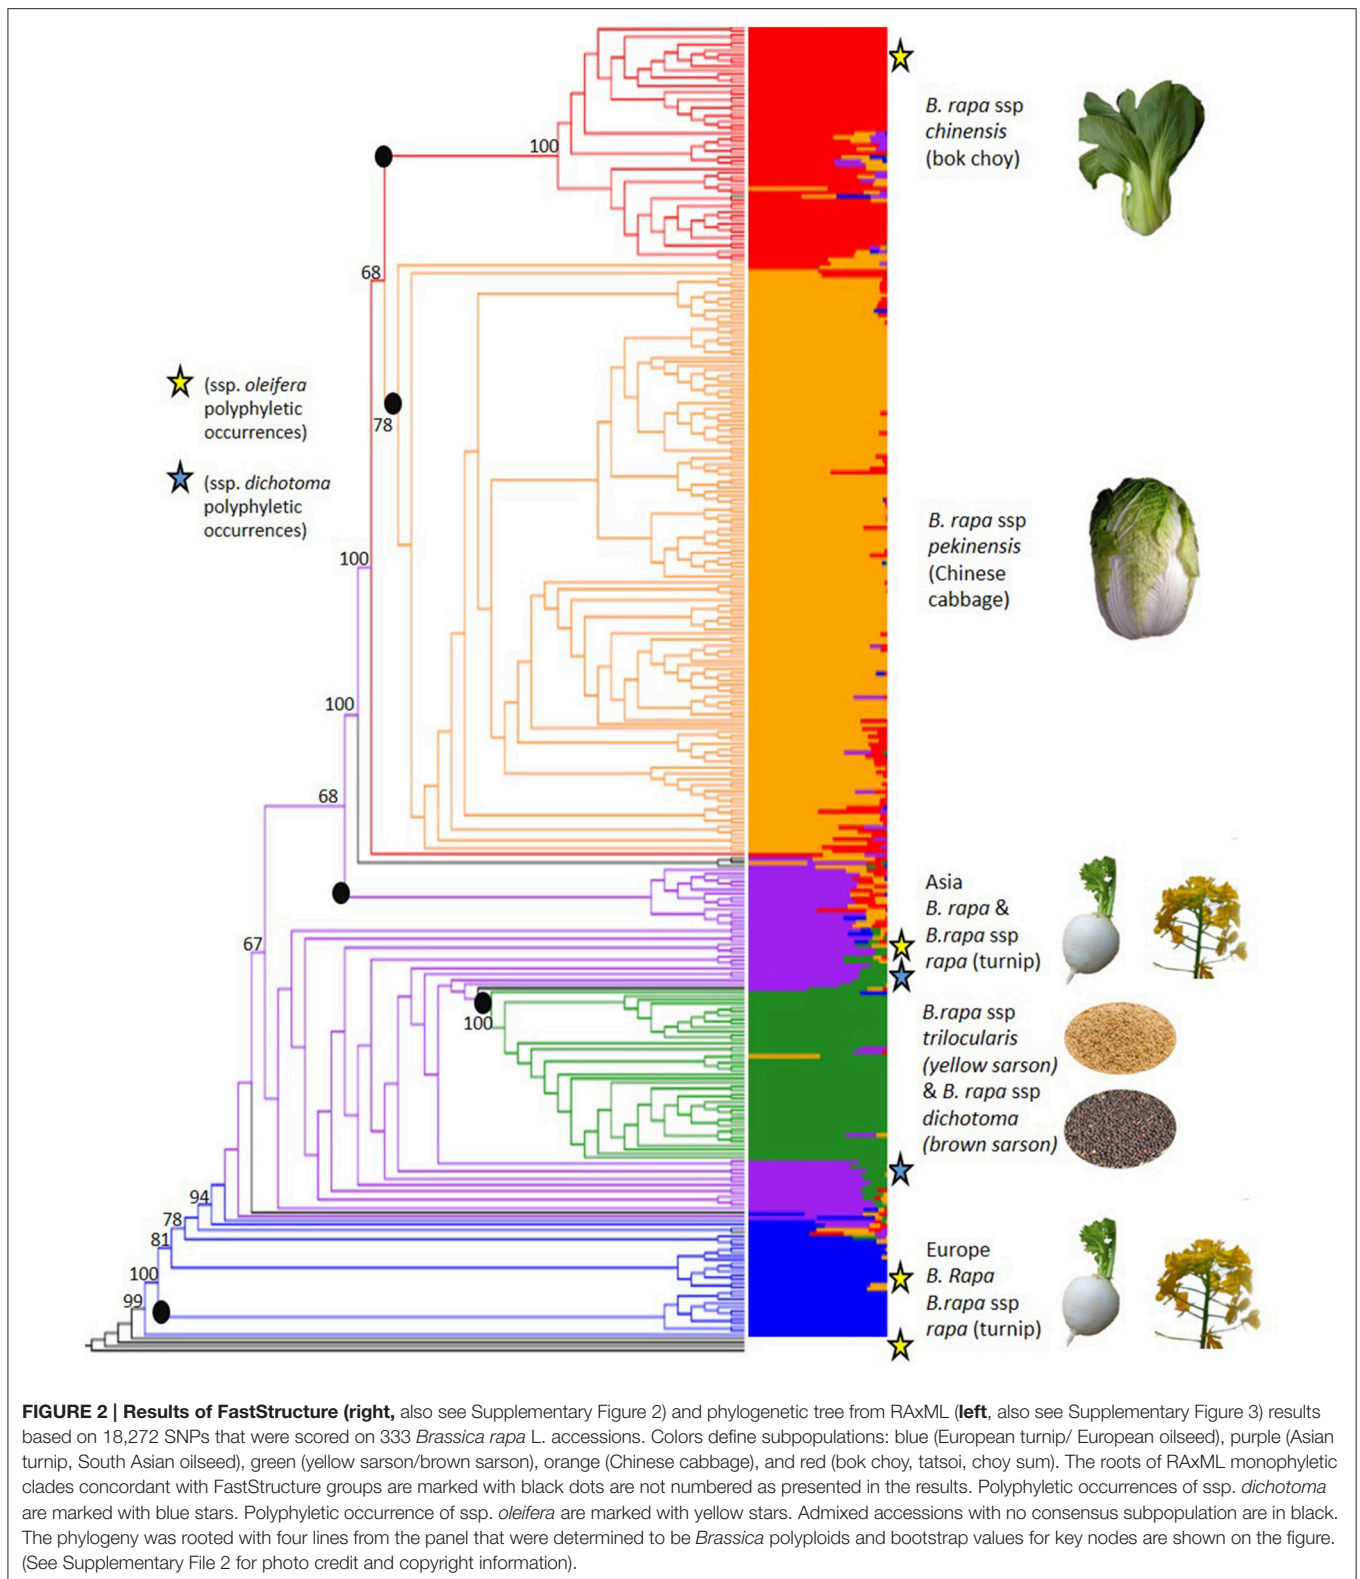 B. rapa ssp
chinensis
(bok choy)
100
68
(ssp. oleifera
polyphyletic
occurrences)
78
(ssp. dichotoma
polyphyletic
occurrences)
B. rapa ssp
pekinensis
(Chinese
cabbage)
100
100
68
Asia
B. rapa &
B.rapa ssp
rapa (turnip)
67
100
B.rapa ssp
trilocularis
(yellow sarson)
& B. rapa ssp
dichotoma
(brown sarson)
94
78
81
100
99
Europe
B. Rapa
B.rapa ssp
rapa (turnip)
FIGURE 2 | Results of FastStructure (right, also see Supplementary Figure 2) and phylogenetic tree from RAxML (left, also see Supplementary Figure 3) results
based on 18,272 SNPs that were scored on 333 Brassica rapa L. accessions. Colors define subpopulations: blue (European turnip/ European oilseed), purple (Asian
turnip, South Asian oilseed), green (yellow sarson/brown sarson), orange (Chinese cabbage), and red (bok choy, tatsoi, choy sum). The roots of RAxML monophyletic
clades concordant with FastStructure groups are marked with black dots are not numbered as presented in the results. Polyphyletic occurrences of ssp. dichotoma
are marked with blue stars. Polyphyletic occurrence of ssp. oleifera are marked with yellow stars. Admixed accessions with no consensus subpopulation are in black.
The phylogeny was rooted with four lines from the panel that were determined to be Brassica polyploids and bootstrap values for key nodes are shown on the figure.
(See Supplementary File 2 for photo credit and copyright information).